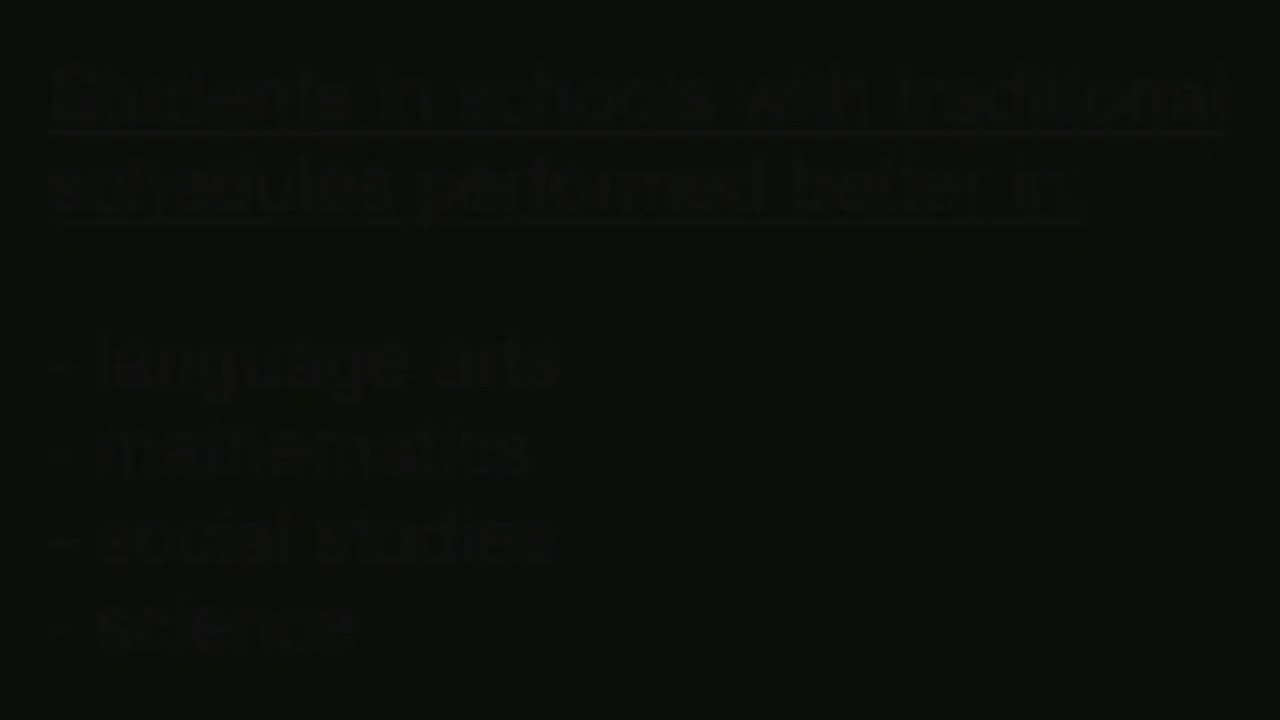 Students in schools with traditional
schedules performed better in:
- language arts
- mathematics
- social studies
- science